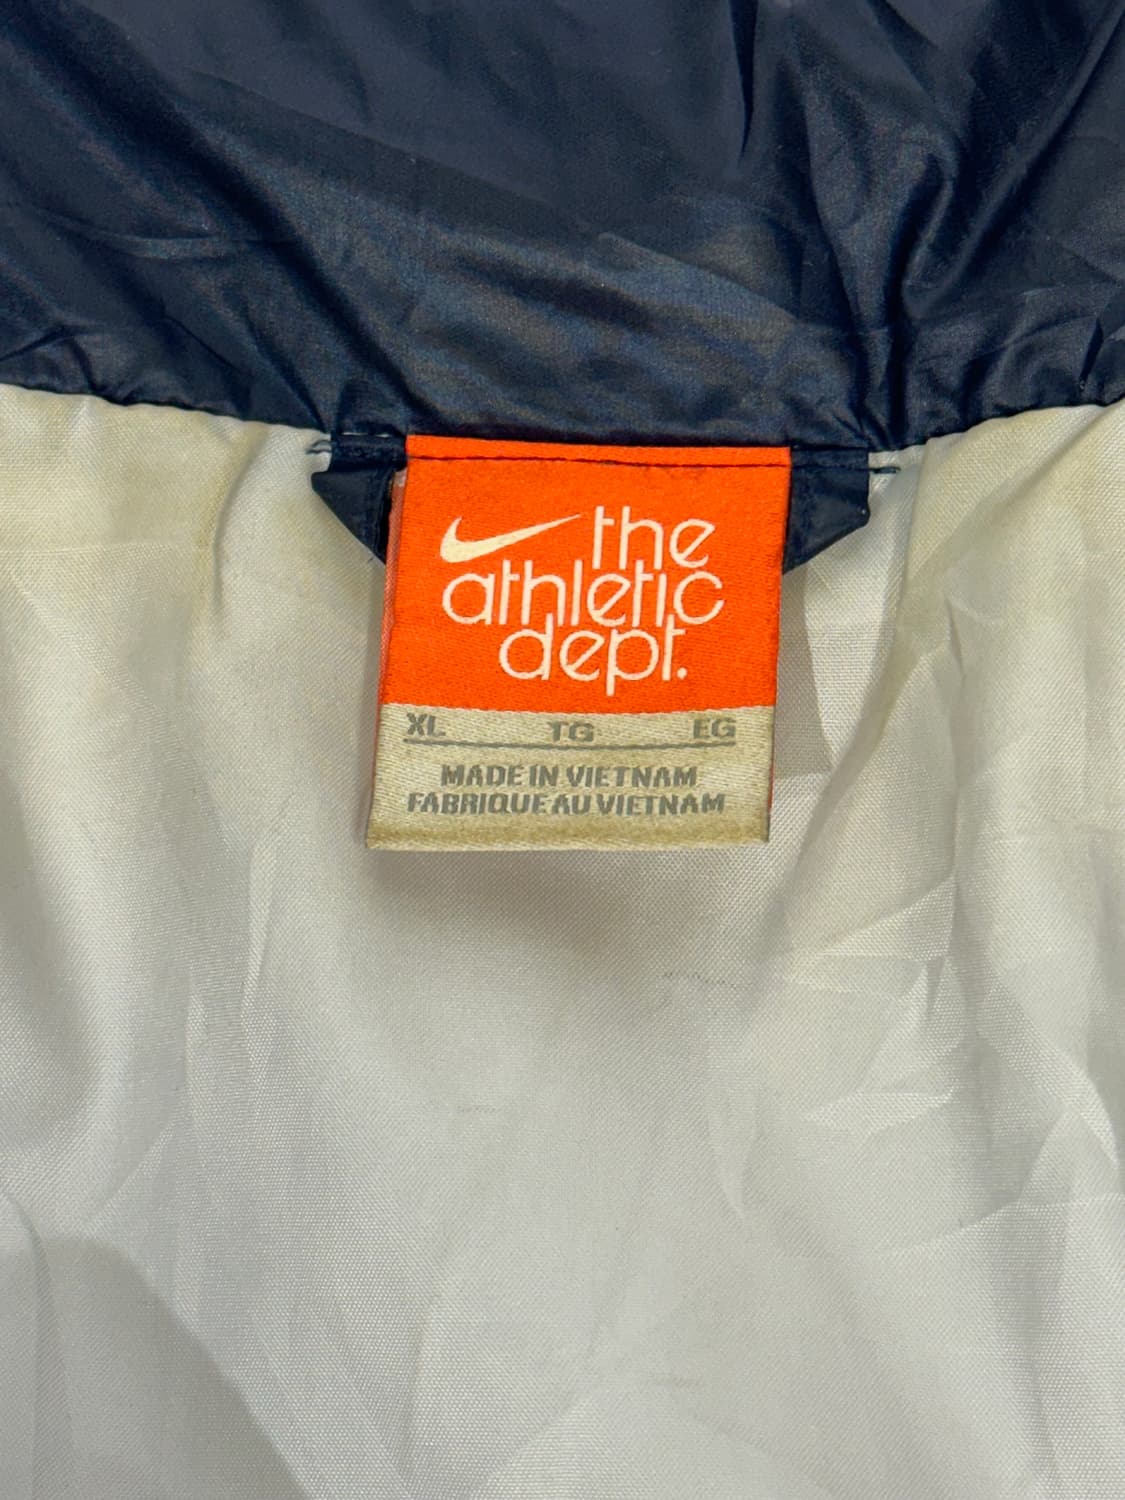 the
athletic
dept.
XL TG EG
MADE IN VIETNAM
FABRIQUE AU VIETNAM